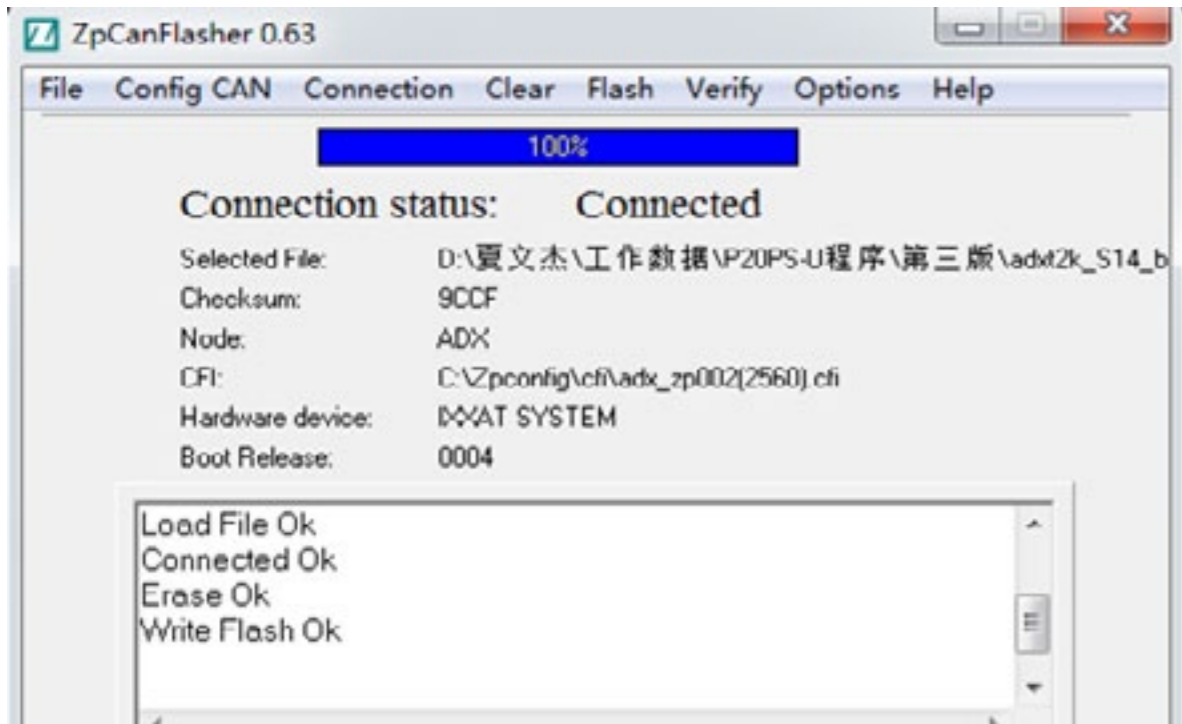 ZpCanFlasher 0.63
File Config CAN Connection Clear Flash Verify Options Help
100%
Connection status: Connected
Selected File: D:\夏文杰\工作数据\P20PS-U程序\第三版\adxt2k_S14_b
Checksum: 9CCF
Node: ADX
CFI: C:\Zpconfig\cfi\adx_zp002(2560).cfi
Hardware device: IXXAT SYSTEM
Boot Release: 0004
Load File Ok
Connected Ok
Erase Ok
Write Flash Ok